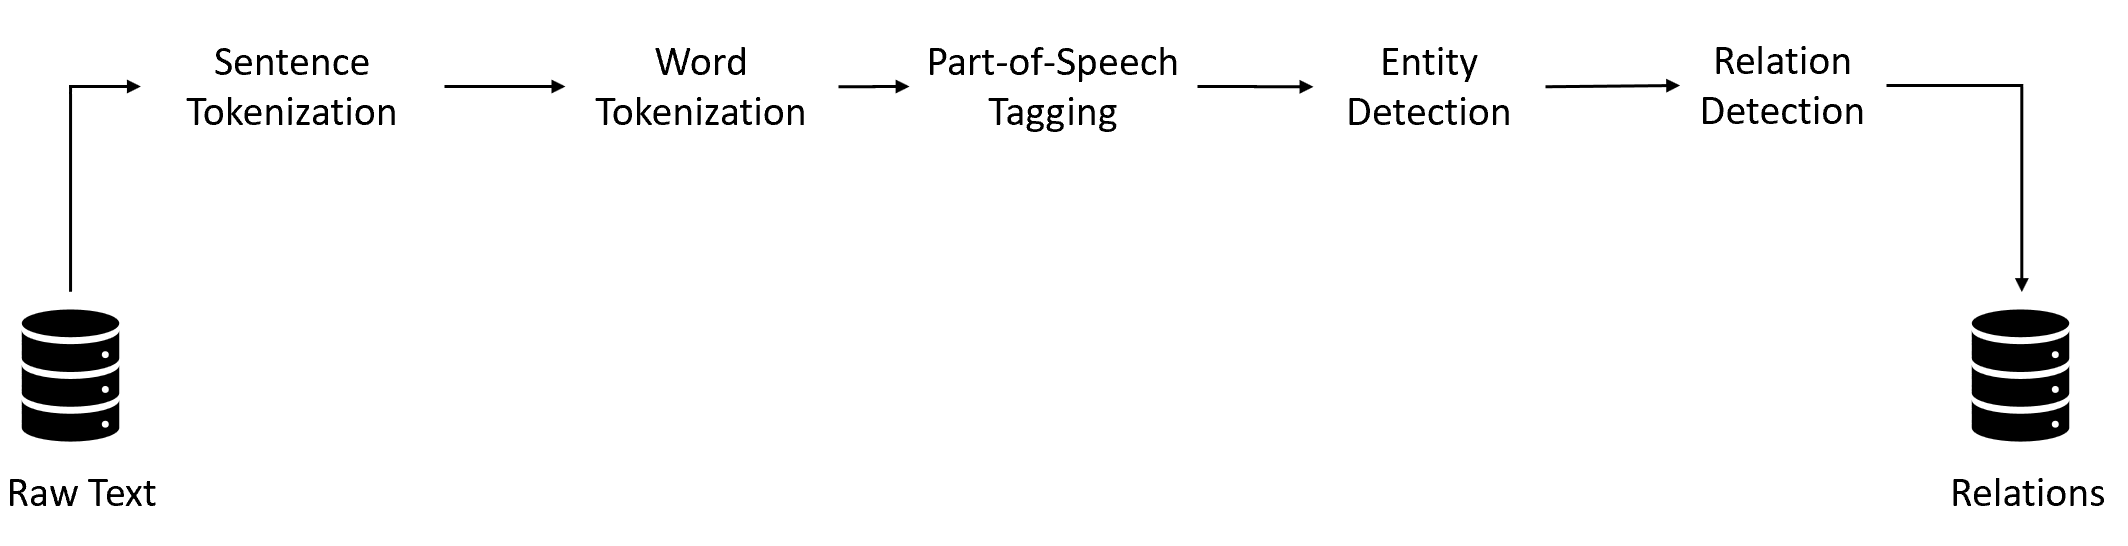 Sentence
Tokenization
Word
Tokenization
Part-of-Speech
Tagging
Entity
Detection
Relation
Detection
Raw Text
Relations